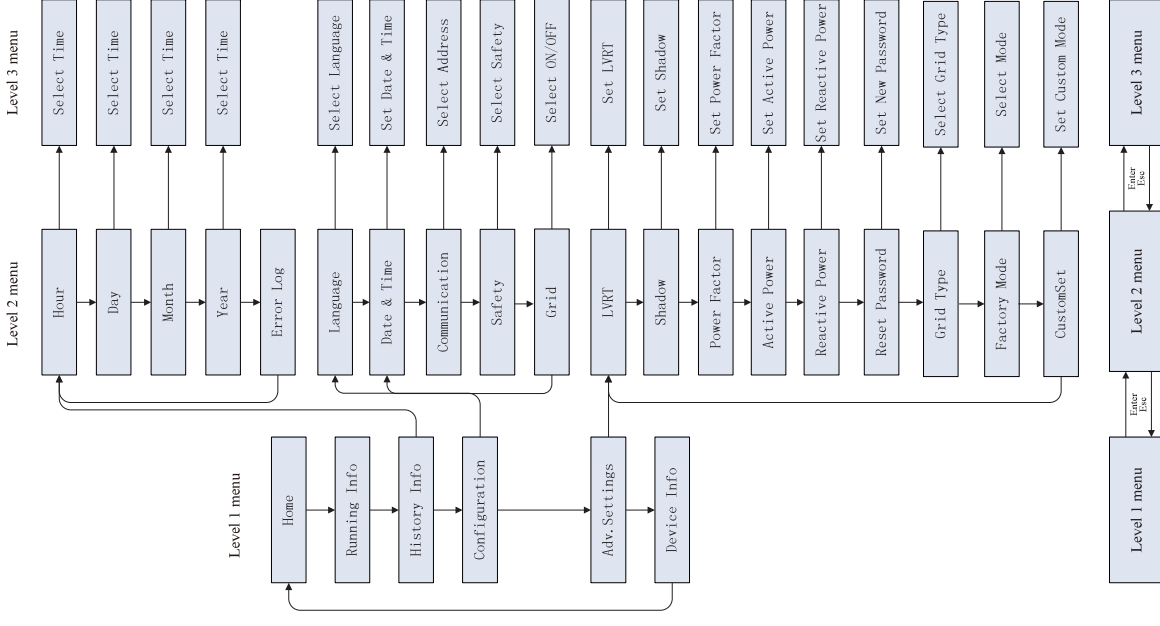 Level 1 menu
Level 2 menu
Level 3 menu
Home
Running Info
History Info
Configuration
Adv.Settings
Device Info
Hour
Select Time
Day
Select Time
Month
Select Time
Year
Select Time
Error Log
Language
Select Language
Date & Time
Set Date & Time
Communication
Select Address
Safety
Select Safety
Grid
Select ON/OFF
LVRT
Set LVRT
Shadow
Set Shadow
Power Factor
Set Power Factor
Active Power
Set Active Power
Reactive Power
Set Reactive Power
Reset Password
Set New Password
Grid Type
Select Grid Type
Factory Mode
Select Mode
CustomSet
Set Custom Mode
Level 1 menu
Enter
Esc
Level 2 menu
Enter
Esc
Level 3 menu